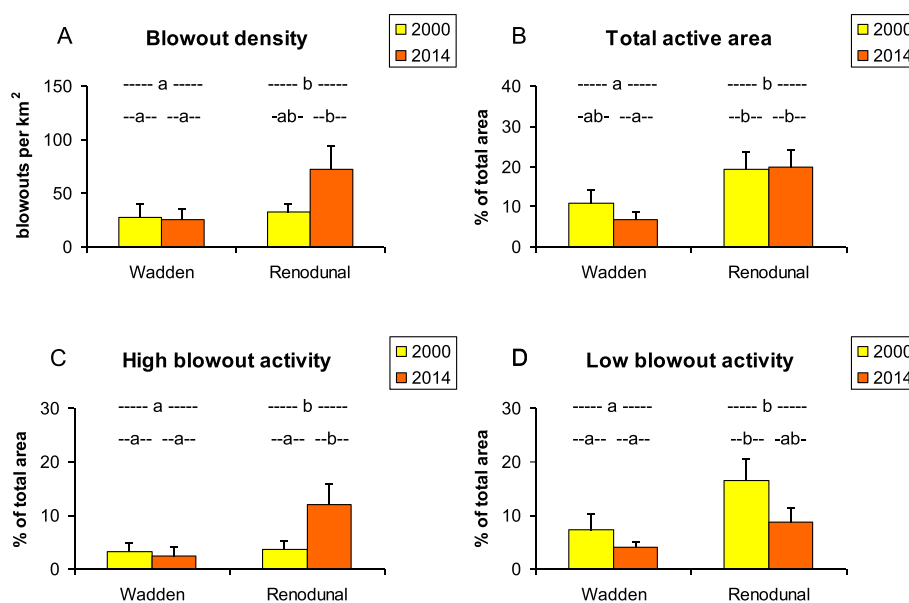 A
Blowout density
2000
2014
blowouts per km²
150
100
50
0
----- a ----- ----- b -----
--a-- --a-- -ab- --b--
Wadden Renodunal
B
Total active area
2000
2014
% of total area
40
30
20
10
0
----- a ----- ----- b -----
-ab- --a-- --b-- --b--
Wadden Renodunal
C
High blowout activity
2000
2014
% of total area
30
20
10
0
----- a ----- ----- b -----
--a-- --a-- --a-- --b--
Wadden Renodunal
D
Low blowout activity
2000
2014
% of total area
30
20
10
0
----- a ----- ----- b -----
--a-- --a-- --b-- -ab-
Wadden Renodunal